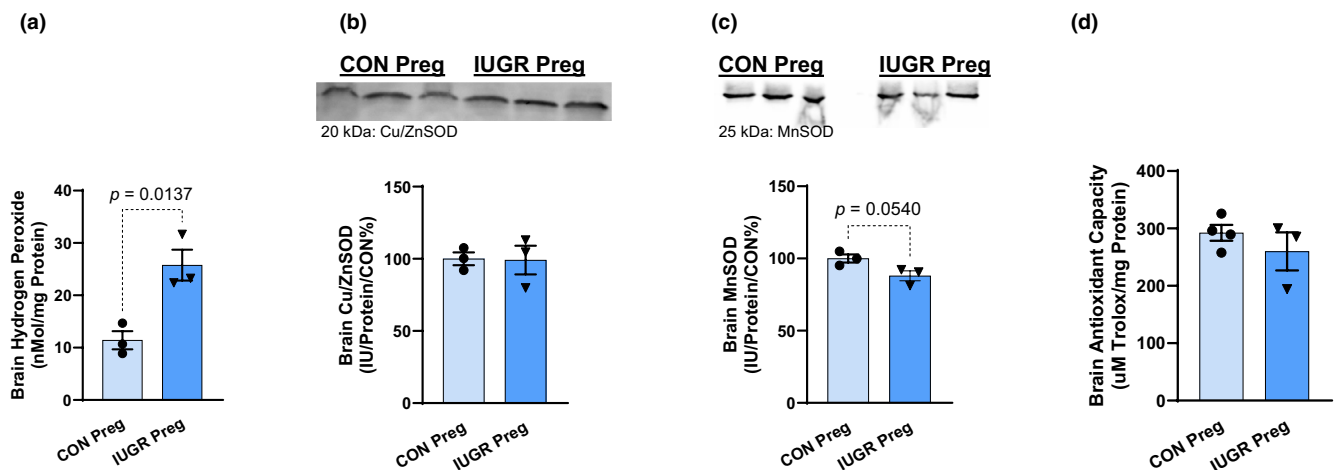 (a)
(b)
(c)
(d)
CON Preg
IUGR Preg
20 kDa: Cu/ZnSOD
CON Preg
IUGR Preg
25 kDa: MnSOD
Brain Hydrogen Peroxide
(nMol/mg Protein)
40
30
20
10
0
p = 0.0137
CON Preg
IUGR Preg
Brain Cu/ZnSOD
(IU/Protein/CON%)
150
100
50
0
CON Preg
IUGR Preg
Brain MnSOD
(IU/Protein/CON%)
150
100
50
0
p = 0.0540
CON Preg
IUGR Preg
Brain Antioxidant Capacity
(uM Trolox/mg Protein)
400
300
200
100
0
CON Preg
IUGR Preg